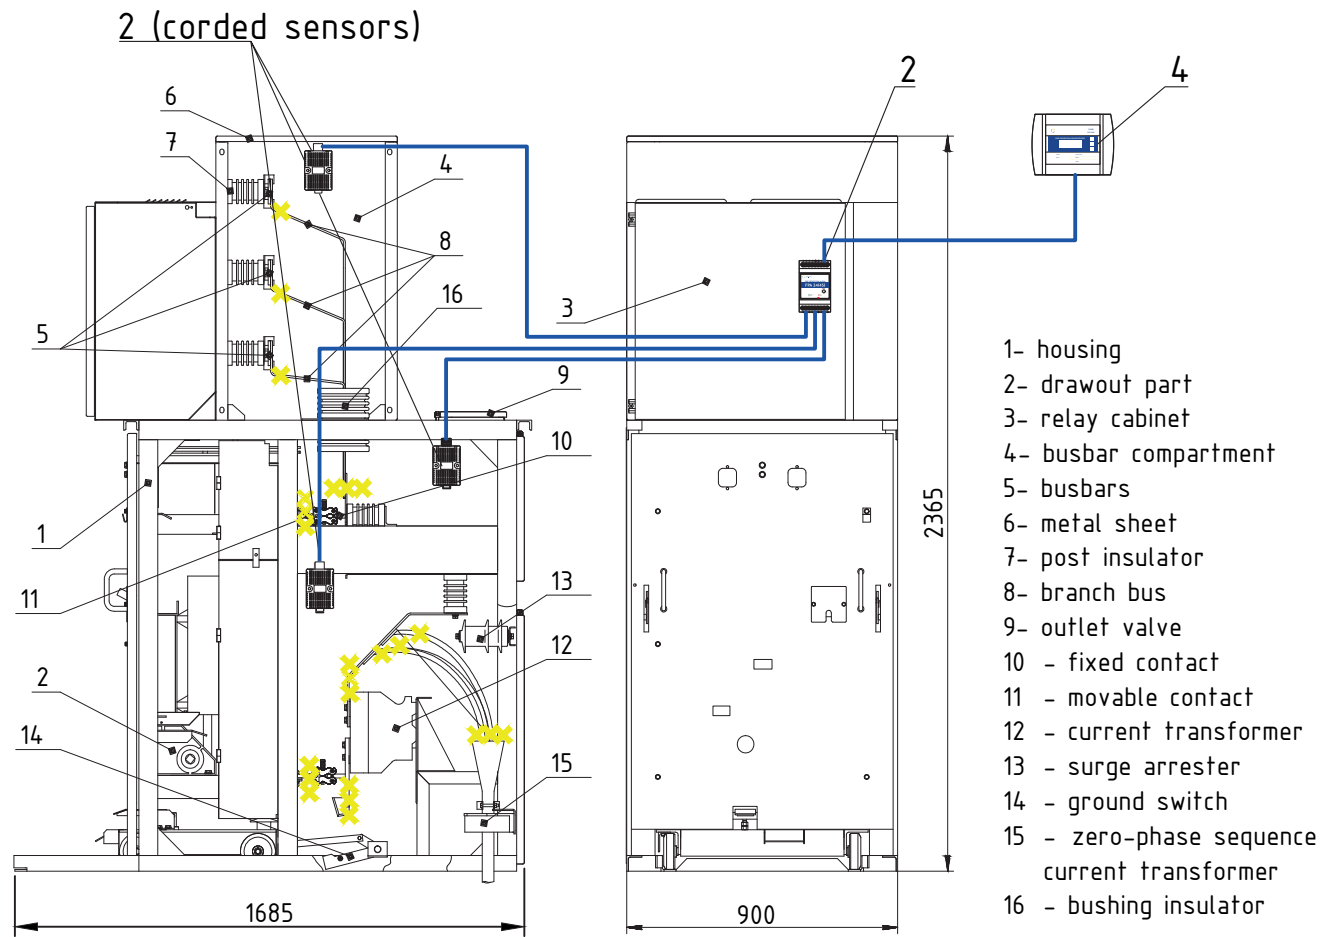 2 (corded sensors)
6
7
4
2
4
8
16
5
3
9
10
1
11
13
12
2
14
15
1685
900
2365
1- housing
2- drawout part
3- relay cabinet
4- busbar compartment
5- busbars
6- metal sheet
7- post insulator
8- branch bus
9- outlet valve
10 - fixed contact
11 - movable contact
12 - current transformer
13 - surge arrester
14 - ground switch
15 - zero-phase sequence
current transformer
16 - bushing insulator